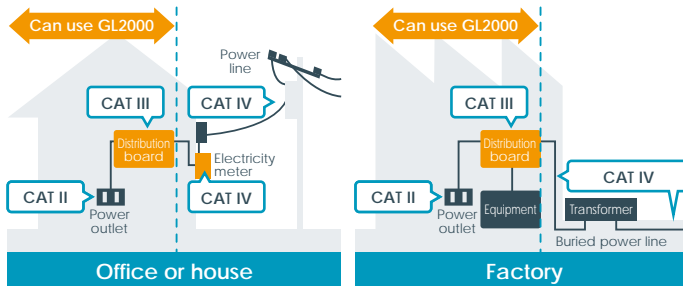 Can use GL2000
Power
line
CAT III
CAT IV
Distribution
board
Electricity
meter
CAT II
CAT IV
Power
outlet
Office or house
Can use GL2000
CAT III
Distribution
board
CAT IV
CAT II
Power
outlet
Equipment
Transformer
Buried power line
Factory